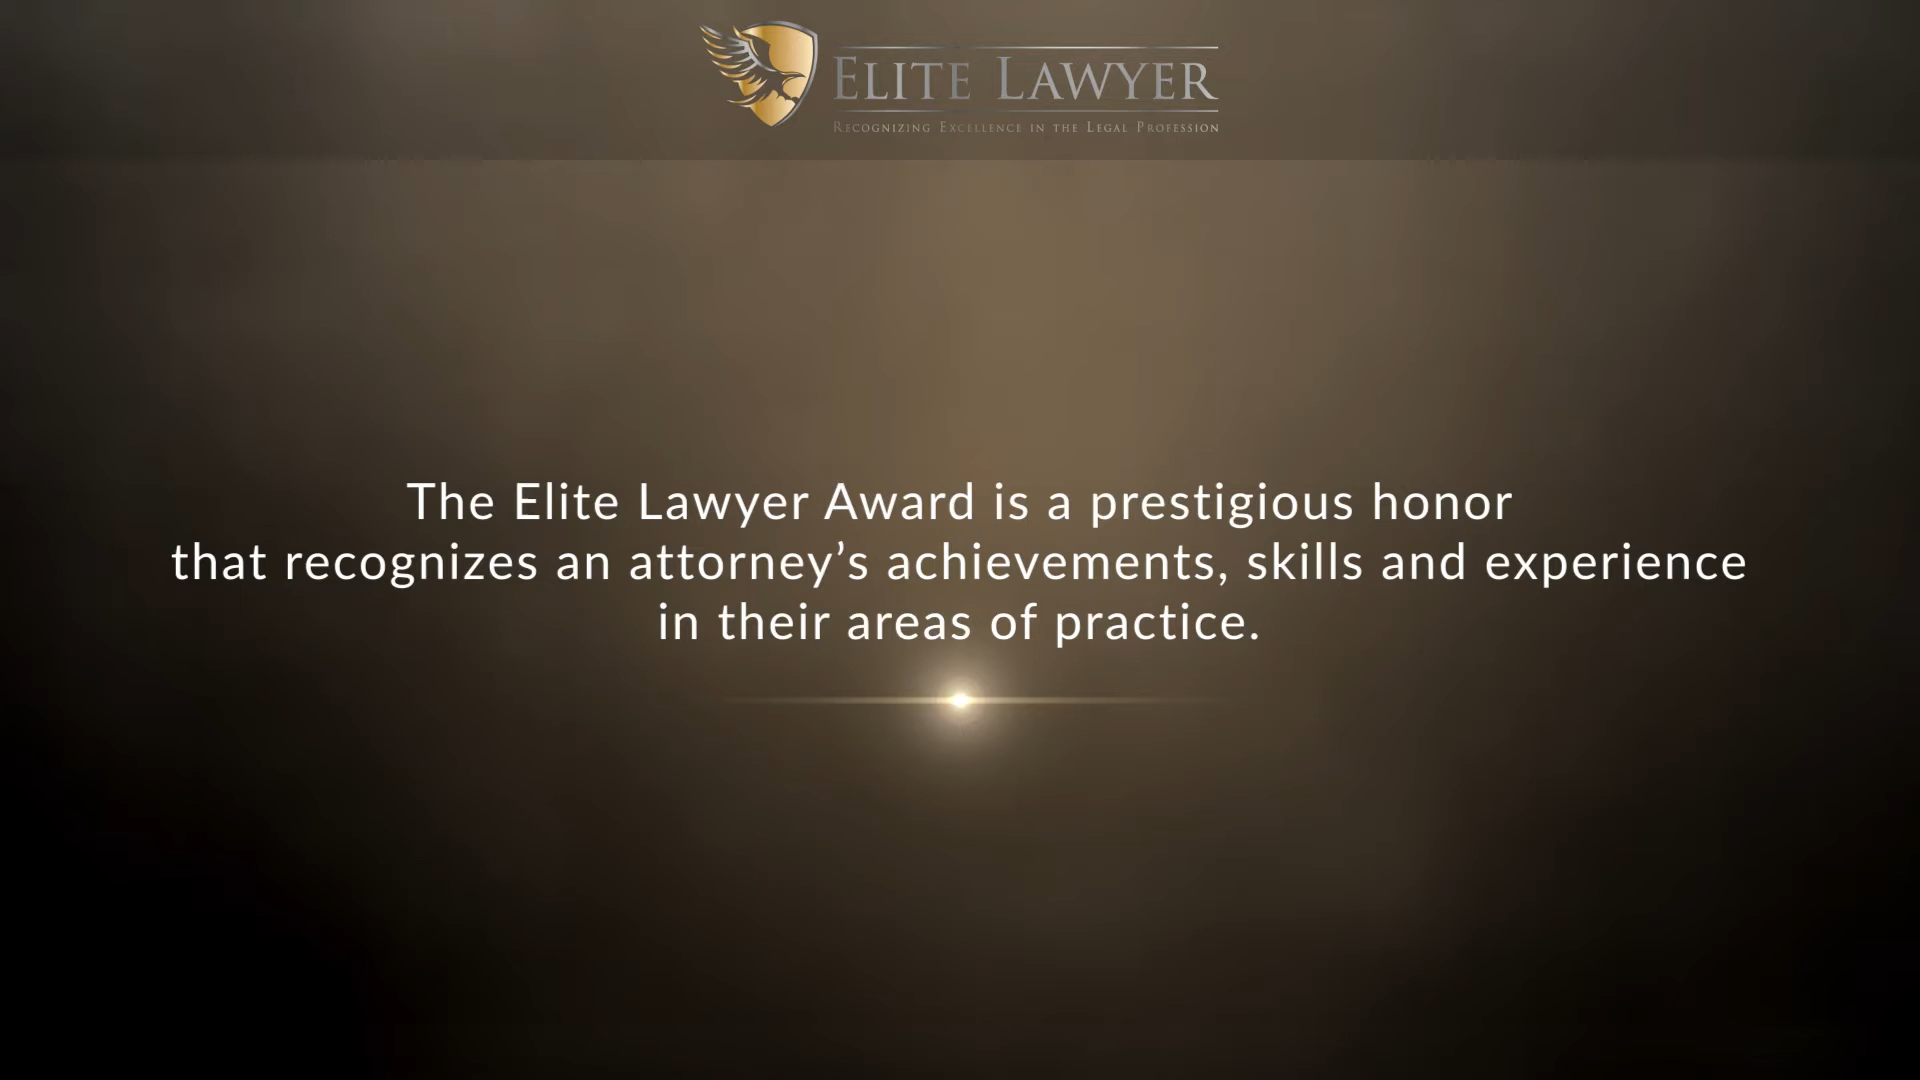 ELITE LAWYER
RECOGNIZING EXCELLENCE IN THE LEGAL PROFESSION
The Elite Lawyer Award is a prestigious honor
that recognizes an attorney’s achievements, skills and experience
in their areas of practice.